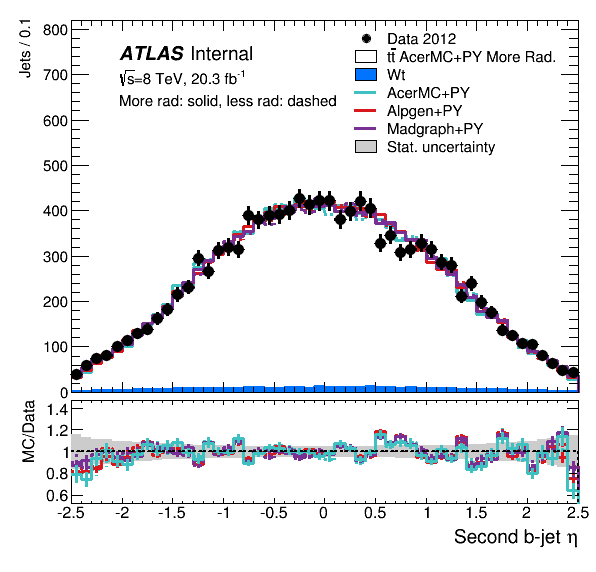 Jets / 0.1
800
700
600
500
400
300
200
100
0
ATLAS Internal
√s=8 TeV, 20.3 fb⁻¹
More rad: solid, less rad: dashed
Data 2012
tt̄ AcerMC+PY More Rad.
Wt
AcerMC+PY
Alpgen+PY
Madgraph+PY
Stat. uncertainty
MC/Data
1.4
1.2
1
0.8
0.6
-2.5 -2 -1.5 -1 -0.5 0 0.5 1 1.5 2 2.5
Second b-jet η